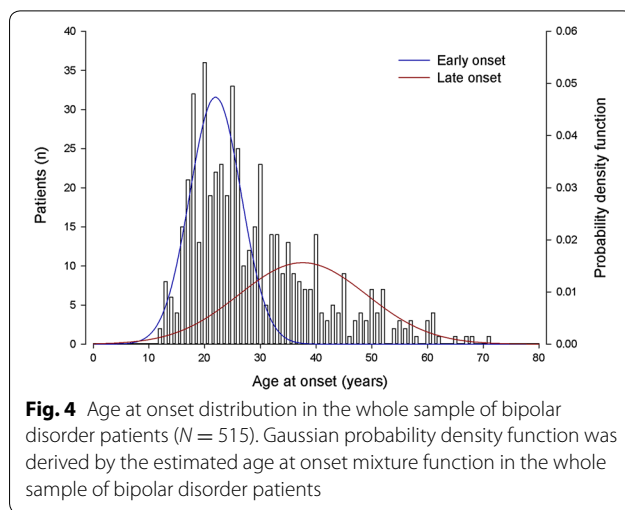 40
35
30
25
20
15
10
5
0
Patients (n)
Early onset
Late onset
0.06
0.05
0.04
0.03
0.02
0.01
0.00
Probability density function
0 10 20 30 40 50 60 70 80
Age at onset (years)
Fig. 4 Age at onset distribution in the whole sample of bipolar
disorder patients (N = 515). Gaussian probability density function was
derived by the estimated age at onset mixture function in the whole
sample of bipolar disorder patients